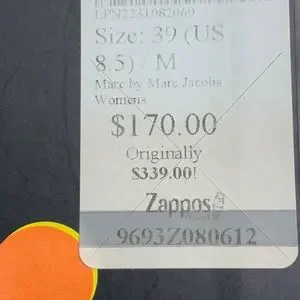 LPN2231082069
Size: 39 (US
8.5) / M
Marc by Marc Jacobs
Womens
$170.00
Originally
$339.00!
Zappos
9693Z080612